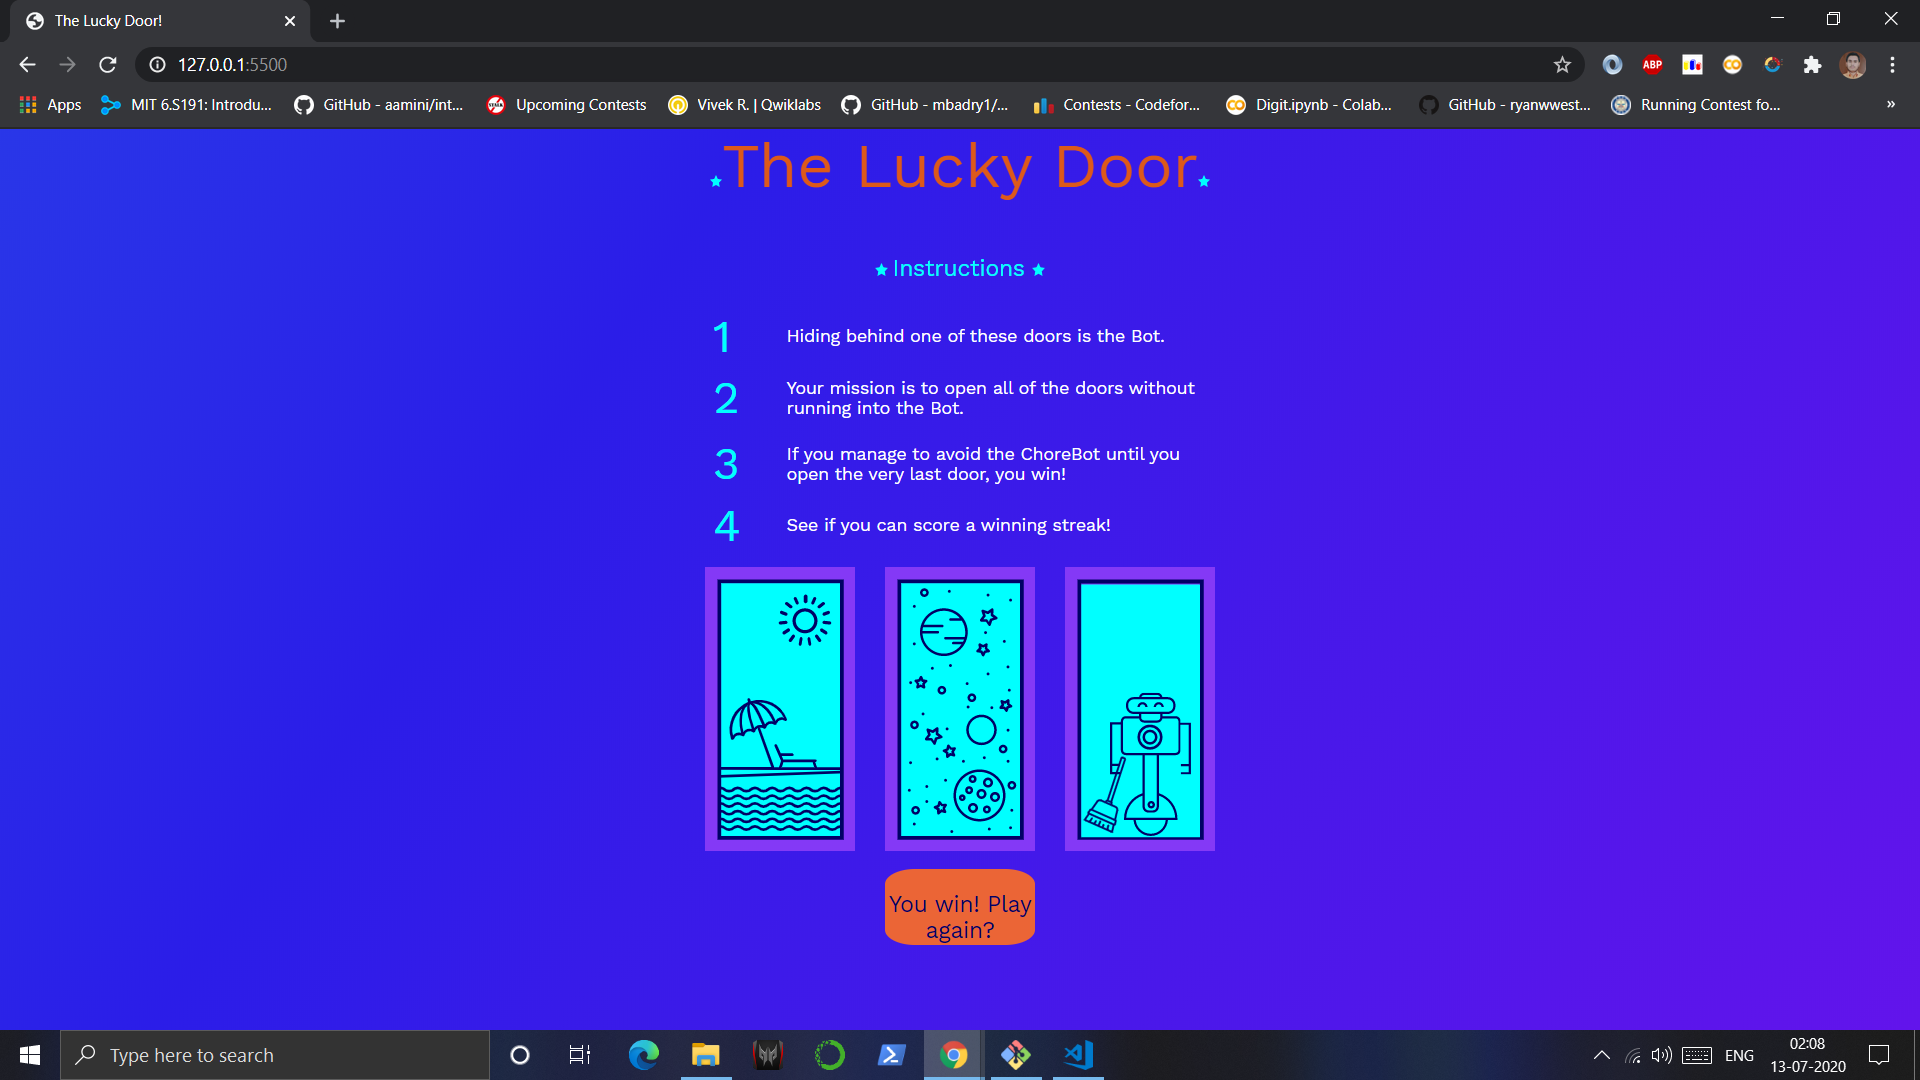 The Lucky Door!
127.0.0.1:5500
ABP
Apps
MIT 6.S191: Introdu...
GitHub - aamini/int...
Upcoming Contests
Vivek R. | Qwiklabs
GitHub - mbadry1/...
Contests - Codefor...
Digit.ipynb - Colab...
GitHub - ryanwwest...
Running Contest fo...
»
The Lucky Door
Instructions
1
Hiding behind one of these doors is the Bot.
2
Your mission is to open all of the doors without
running into the Bot.
3
If you manage to avoid the ChoreBot until you
open the very last door, you win!
4
See if you can score a winning streak!
You win! Play
again?
Type here to search
ENG
02:08
13-07-2020